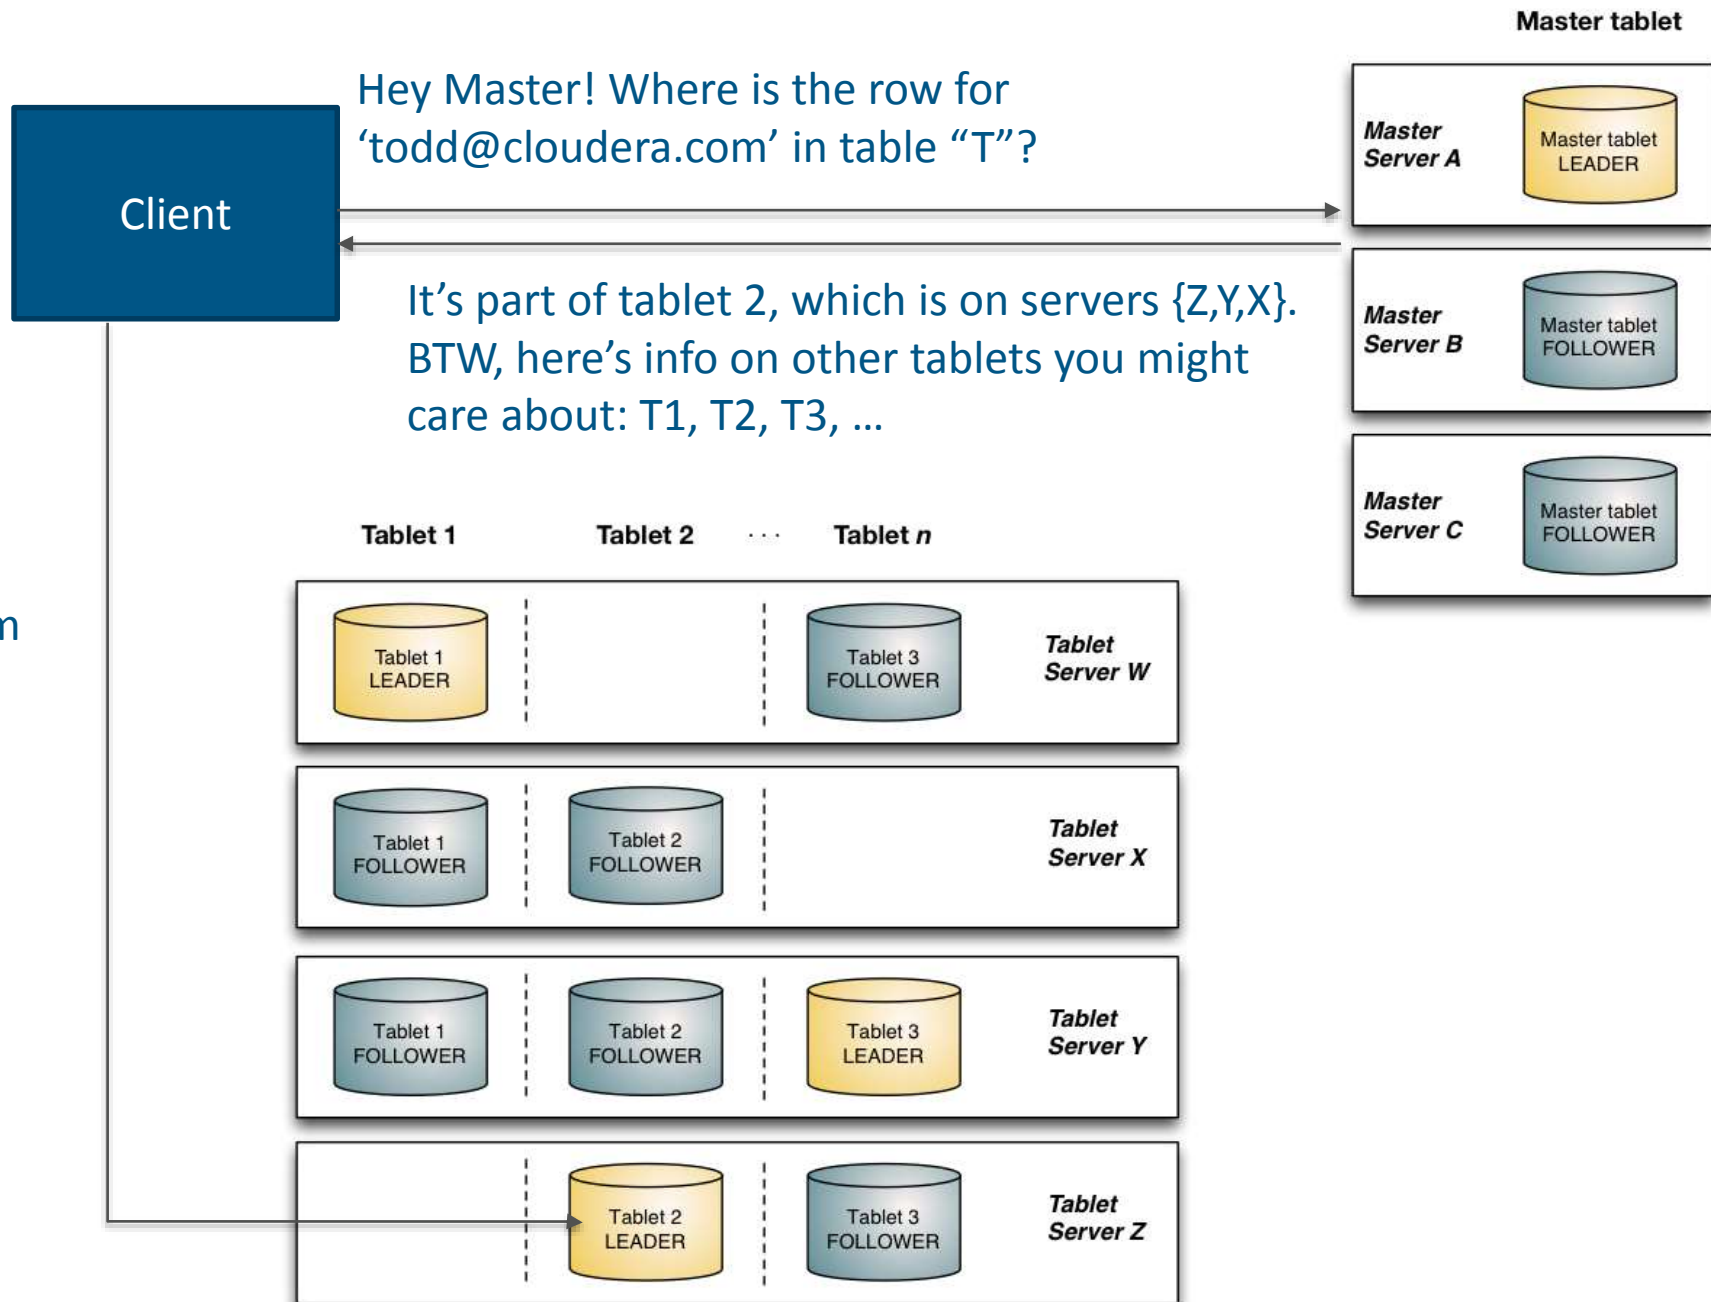 Master tablet
Hey Master! Where is the row for
‘todd@cloudera.com’ in table “T”?
Client
It’s part of tablet 2, which is on servers {Z,Y,X}.
BTW, here’s info on other tablets you might
care about: T1, T2, T3, …
Master
Server A
Master tablet
LEADER
Master
Server B
Master tablet
FOLLOWER
Master
Server C
Master tablet
FOLLOWER
Tablet 1
Tablet 2
. . .
Tablet n
Tablet 1
LEADER
Tablet 3
FOLLOWER
Tablet
Server W
Tablet 1
FOLLOWER
Tablet 2
FOLLOWER
Tablet
Server X
Tablet 1
FOLLOWER
Tablet 2
FOLLOWER
Tablet 3
LEADER
Tablet
Server Y
Tablet 2
LEADER
Tablet 3
FOLLOWER
Tablet
Server Z